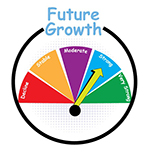 Future
Growth
Decline
Stable
Moderate
Strong
Very Strong